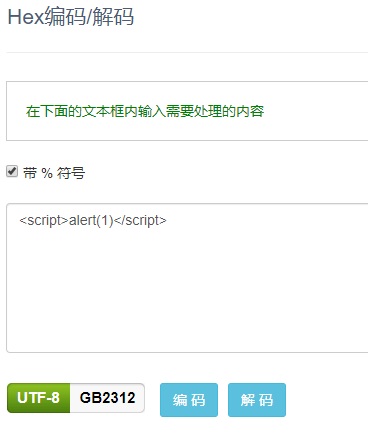 Hex编码/解码
在下面的文本框内输入需要处理的内容
带 % 符号
<script>alert(1)</script>
UTF-8 GB2312 编 码 解 码